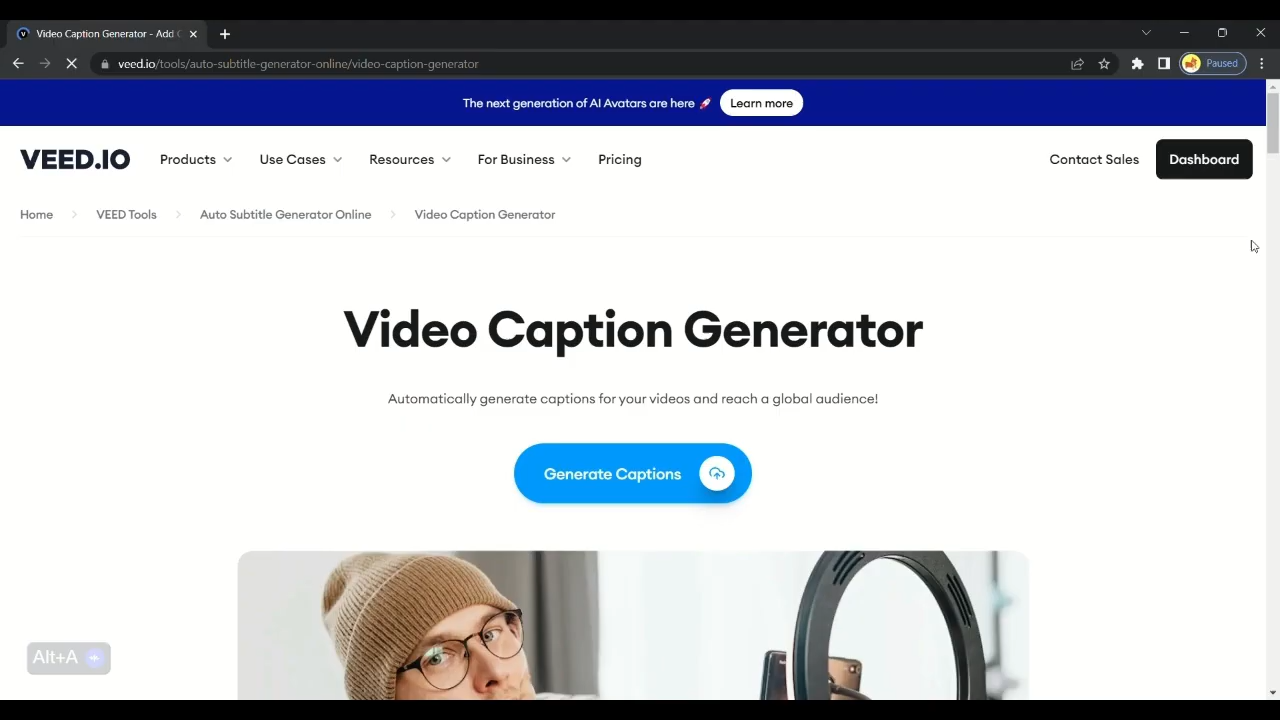 Video Caption Generator - Add
veed.io/tools/auto-subtitle-generator-online/video-caption-generator
Paused
The next generation of AI Avatars are here 🚀 Learn more
VEED.IO Products Use Cases Resources For Business Pricing Contact Sales Dashboard
Home VEED Tools Auto Subtitle Generator Online Video Caption Generator
Video Caption Generator
Automatically generate captions for your videos and reach a global audience!
Generate Captions
Alt+A